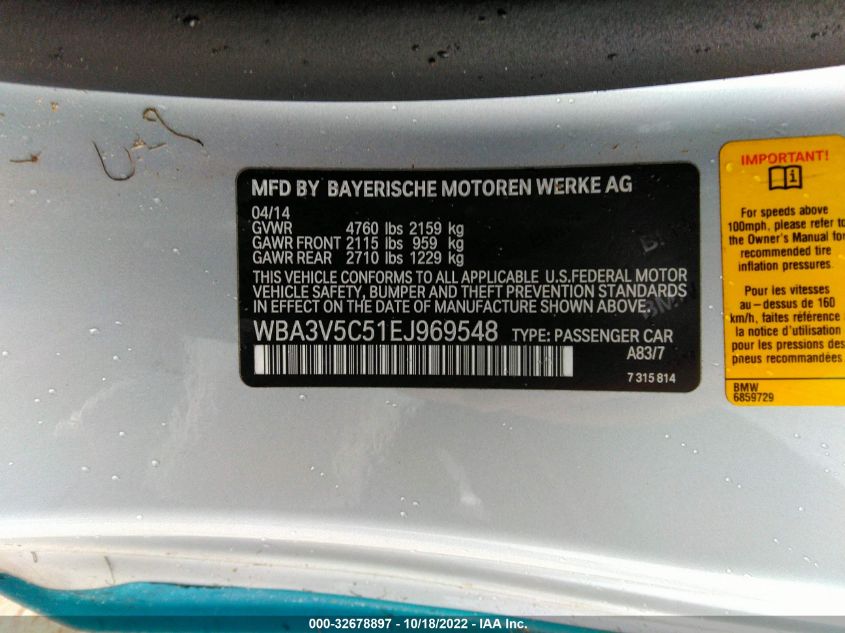 MFD BY BAYERISCHE MOTOREN WERKE AG
04/14
GVWR 4760 lbs 2159 kg
GAWR FRONT 2115 lbs 959 kg
GAWR REAR 2710 lbs 1229 kg
THIS VEHICLE CONFORMS TO ALL APPLICABLE U.S.FEDERAL MOTOR
VEHICLE SAFETY, BUMPER AND THEFT PREVENTION STANDARDS
IN EFFECT ON THE DATE OF MANUFACTURE SHOWN ABOVE.
WBA3V5C51EJ969548 TYPE: PASSENGER CAR
A83/7
7 315 814
BMW
IMPORTANT!
For speeds above
100mph, please refer to
the Owner's Manual for
recommended tire
inflation pressures.
Pour les vitesses
au-dessus de 160
km/h, faites référence
pour les pressions des
pneus recommandées
BMW
6859729
000-32678897 - 10/18/2022 - IAA Inc.